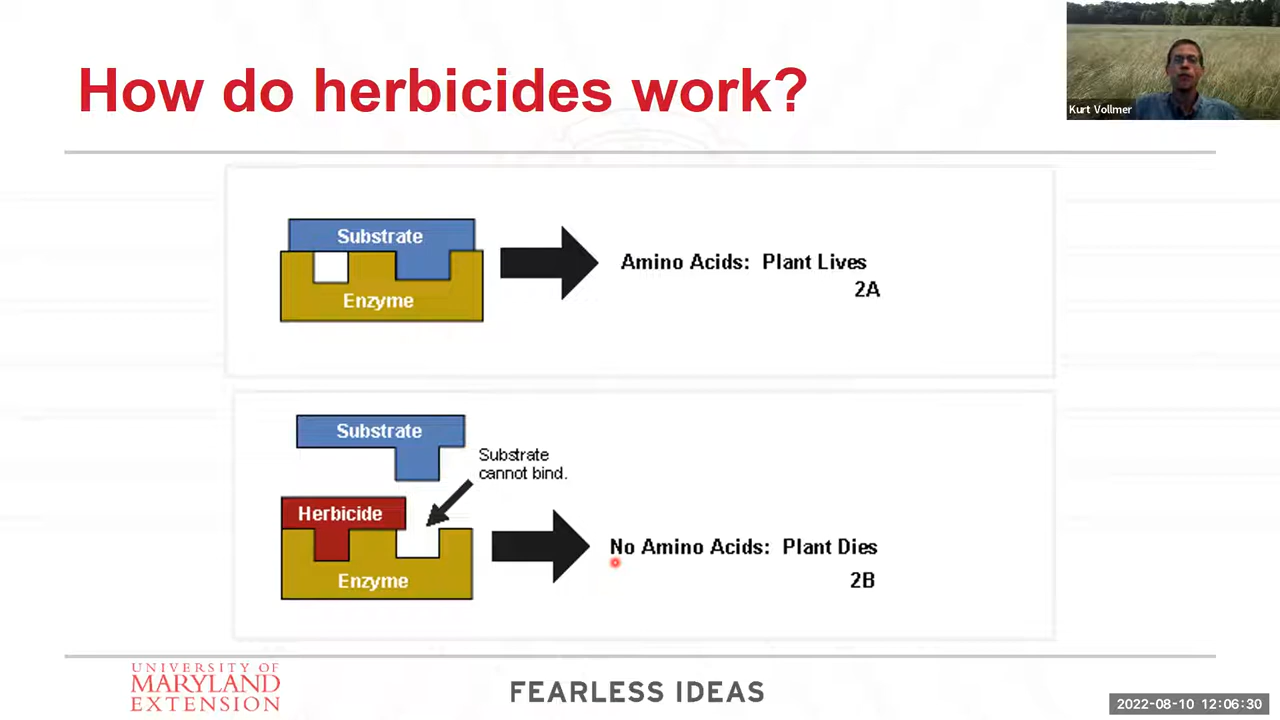 How do herbicides work?
Kurt Vollmer
Substrate
Enzyme
Amino Acids: Plant Lives
2A
Substrate
Substrate
cannot bind.
Herbicide
Enzyme
No Amino Acids: Plant Dies
2B
UNIVERSITY OF
MARYLAND
EXTENSION
FEARLESS IDEAS
2022-08-10 12:06:30